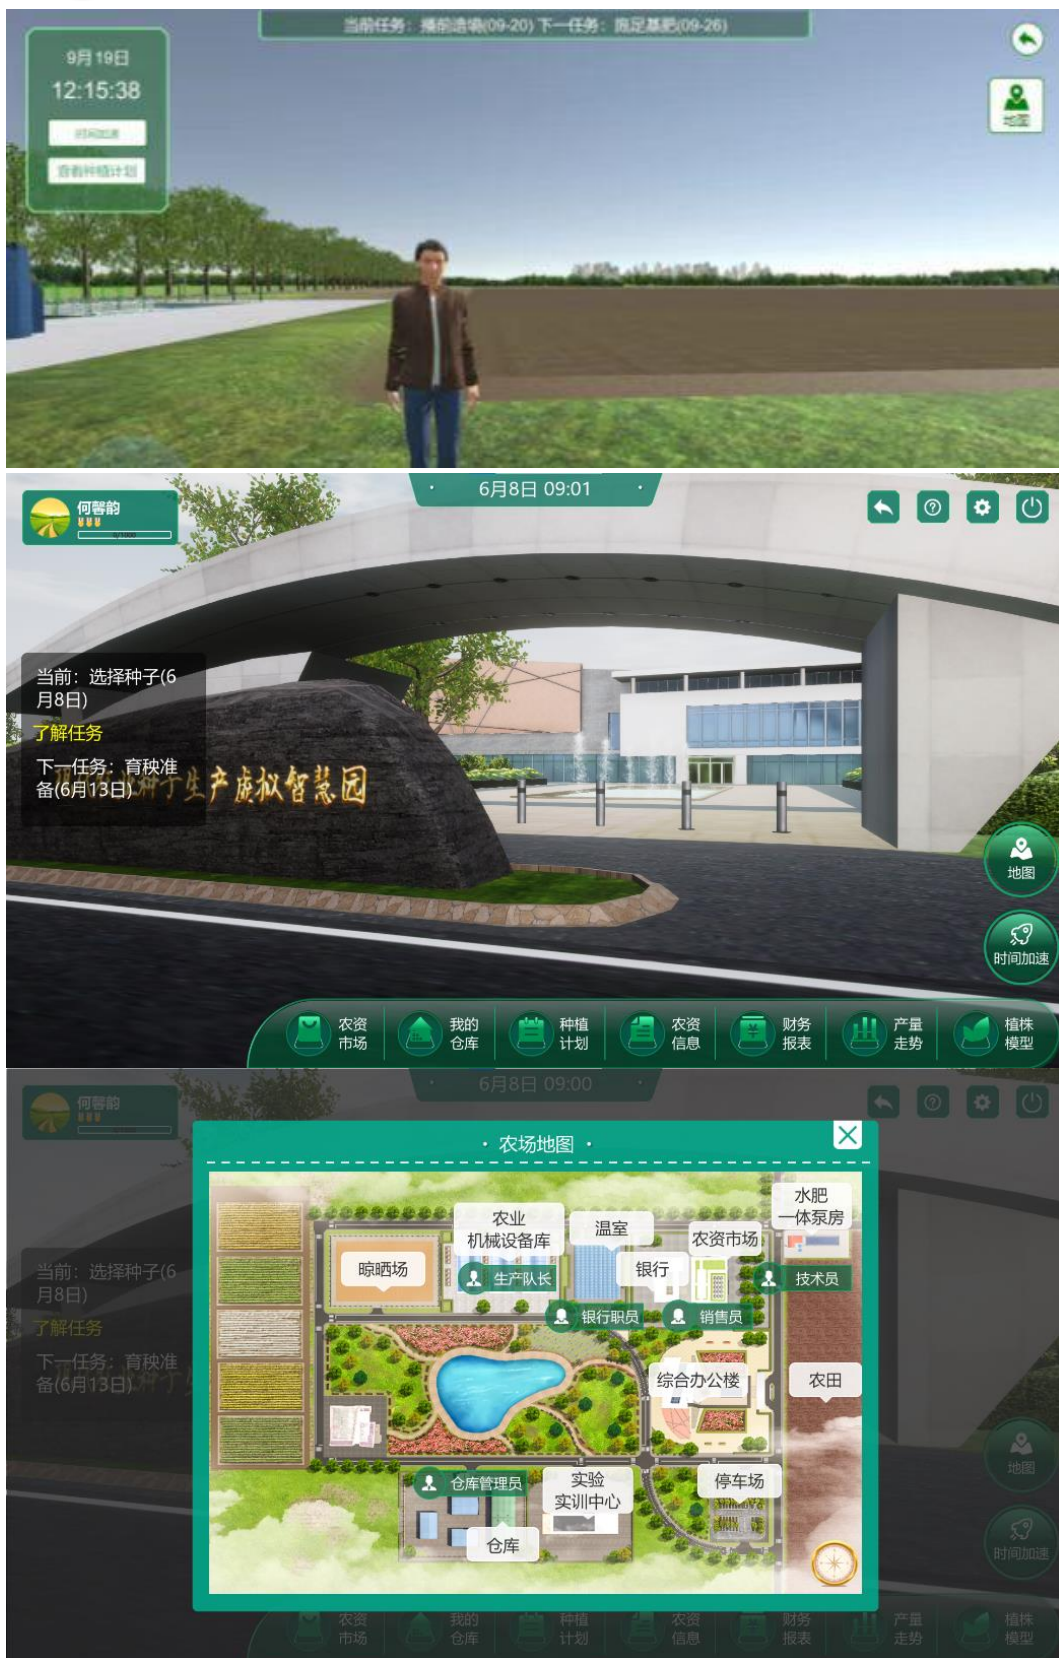 当前任务：播前造墒(09-20) 下一任务：施足基肥(09-26)
9月19日
12:15:38
时间加速
查看种植计划
地图
6月8日 09:01
何馨韵
0/1000
当前：选择种子(6
月8日)
了解任务
下一任务：育秧准
备(6月13日)
种子生产虚拟智慧园
地图
时间加速
农资
市场
我的
仓库
种植
计划
农资
信息
财务
报表
产量
走势
植株
模型
6月8日 09:00
何馨韵
· 农场地图 ·
当前：选择种子(6
月8日)
了解任务
下一任务：育秧准
备(6月13日)
水肥
一体泵房
农业
机械设备库
温室
农资市场
晾晒场
生产队长
银行
技术员
银行职员
销售员
综合办公楼
农田
仓库管理员
实验
实训中心
停车场
仓库
地图
时间加速
农资
市场
我的
仓库
种植
计划
农资
信息
财务
报表
产量
走势
植株
模型